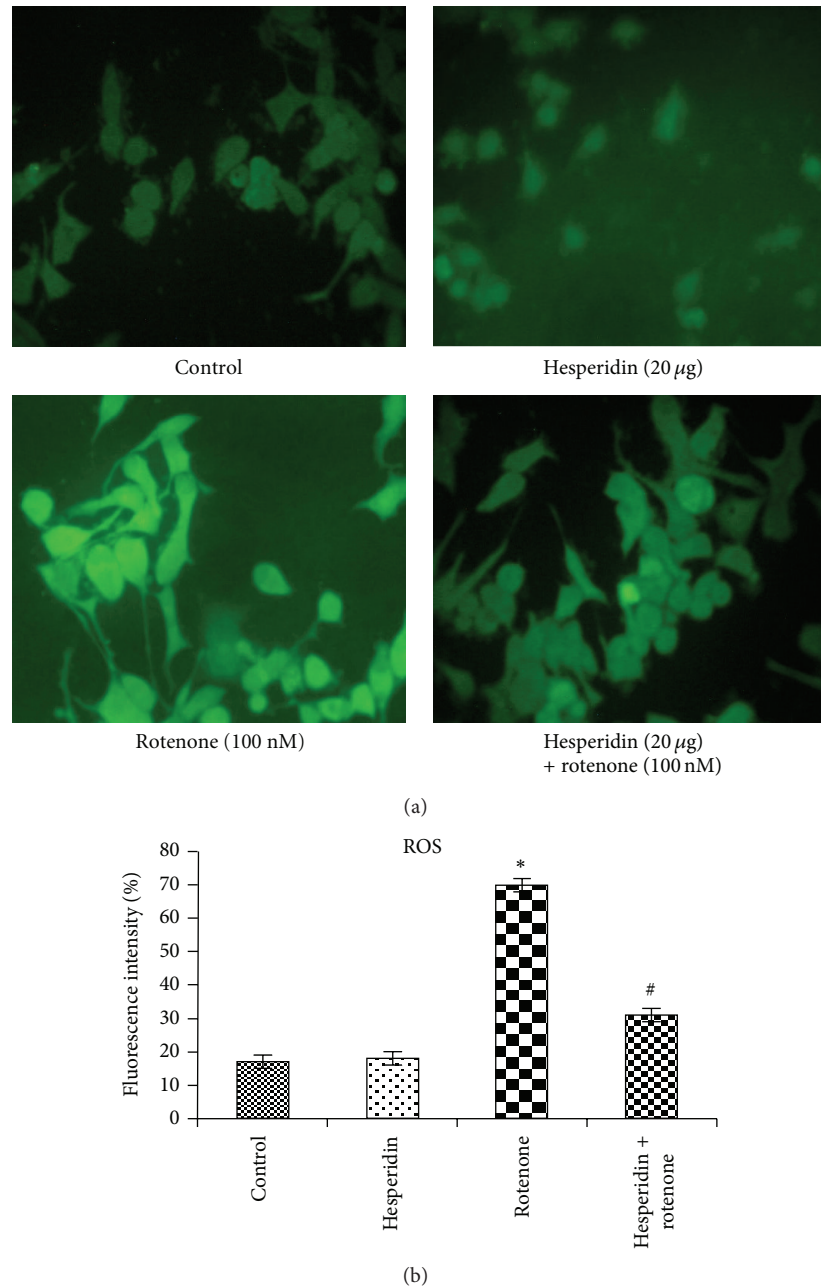 Control
Hesperidin (20 µg)
Rotenone (100 nM)
Hesperidin (20 µg)
+ rotenone (100 nM)
(a)
ROS
Fluorescence intensity (%)
80
70
60
50
40
30
20
10
0
*
#
Control
Hesperidin
Rotenone
Hesperidin +
rotenone
(b)